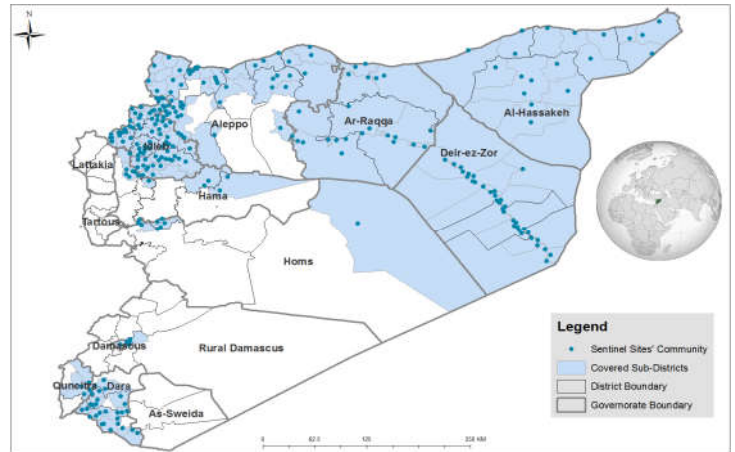 N
Aleppo
Ar-Raqqa
Al-Hassakeh
Idleb
Lattakia
Deir-ez-Zor
Hama
Tartous
Homs
Damascus
Rural Damascus
Quneitra
Dara
As-Sweida
Legend
Sentinel Sites' Community
Covered Sub-Districts
District Boundary
Governorate Boundary
0
120